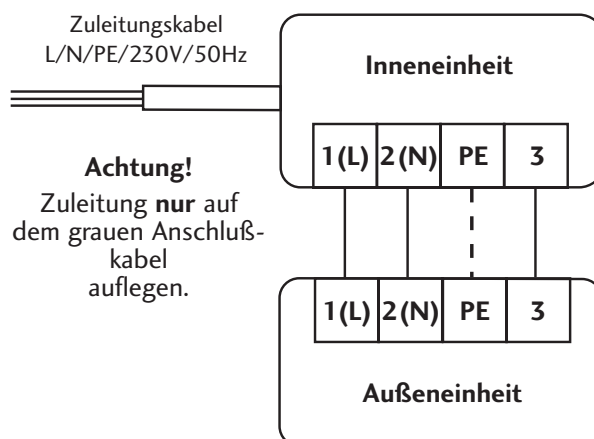 Zuleitungskabel
L/N/PE/230V/50Hz
Inneneinheit
1(L) 2(N) PE 3
Achtung!
Zuleitung nur auf
dem grauen Anschluß-
kabel
auflegen.
1(L) 2(N) PE 3
Außeneinheit